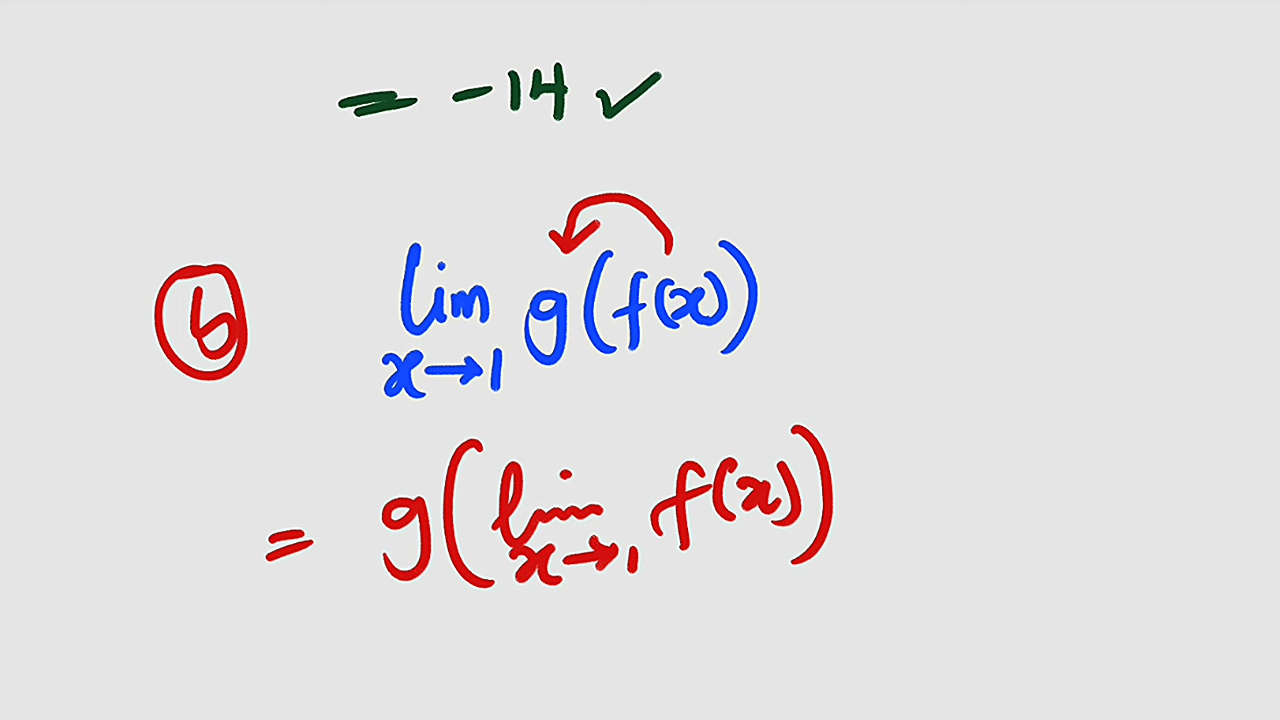 = -14 ✓
b lim g(f(x))
x→1
= g(lim f(x))
x→1